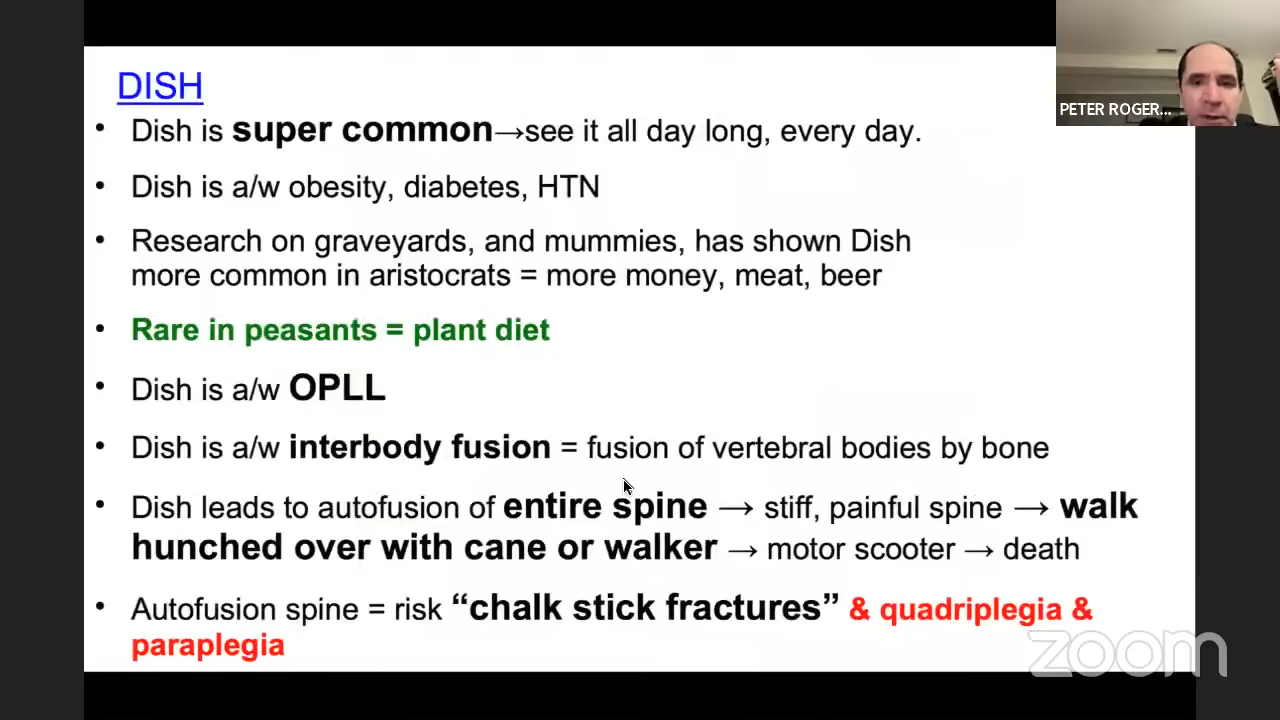 DISH
• Dish is super common→see it all day long, every day.
• Dish is a/w obesity, diabetes, HTN
• Research on graveyards, and mummies, has shown Dish
more common in aristocrats = more money, meat, beer
• Rare in peasants = plant diet
• Dish is a/w OPLL
• Dish is a/w interbody fusion = fusion of vertebral bodies by bone
• Dish leads to autofusion of entire spine → stiff, painful spine → walk
hunched over with cane or walker → motor scooter → death
• Autofusion spine = risk “chalk stick fractures” & quadriplegia &
paraplegia
PETER ROGER...
zoom